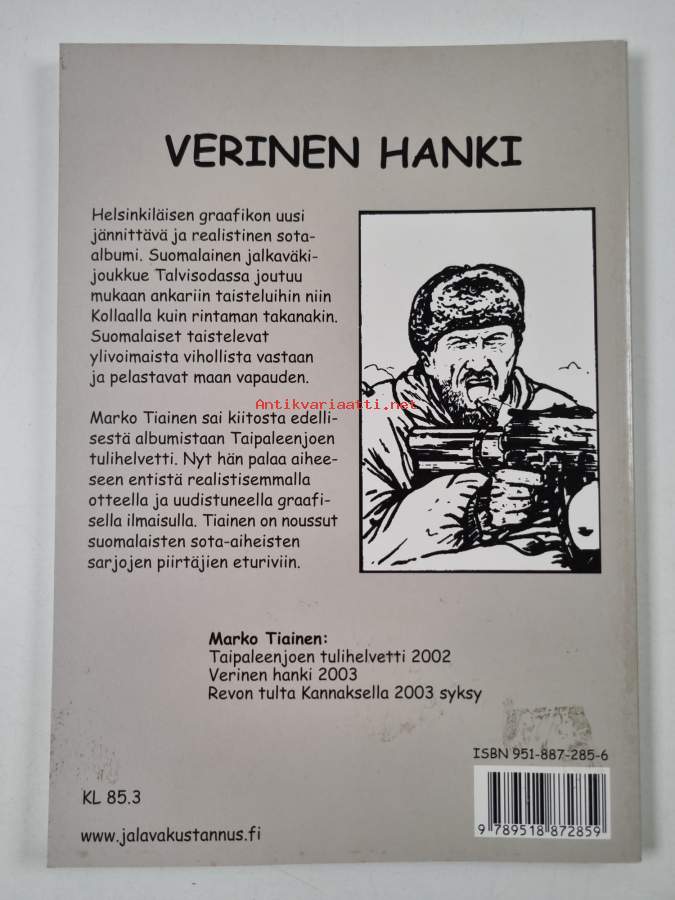 VERINEN HANKI
Helsinkiläisen graafikon uusi
jännittävä ja realistinen sota-
albumi. Suomalainen jalkaväki-
joukkue Talvisodassa joutuu
mukaan ankariin taisteluihin niin
Kollaalla kuin rintaman takanakin.
Suomalaiset taistelevat
ylivoimaista vihollista vastaan
ja pelastavat maan vapauden.
Marko Tiainen sai kiitosta edelli-
sestä albumistaan Taipaleenjoen
tulihelvetti. Nyt hän palaa aihee-
seen entistä realistisemmalla
otteella ja uudistuneella graafi-
sella ilmaisulla. Tiainen on noussut
suomalaisten sota-aiheisten
sarjojen piirtäjien eturiviin.
Antikvariaatti.net
Marko Tiainen:
Taipaleenjoen tulihelvetti 2002
Verinen hanki 2003
Revon tulta Kannaksella 2003 syksy
ISBN 951-887-285-6
9 789518 872859
KL 85.3
www.jalavakustannus.fi